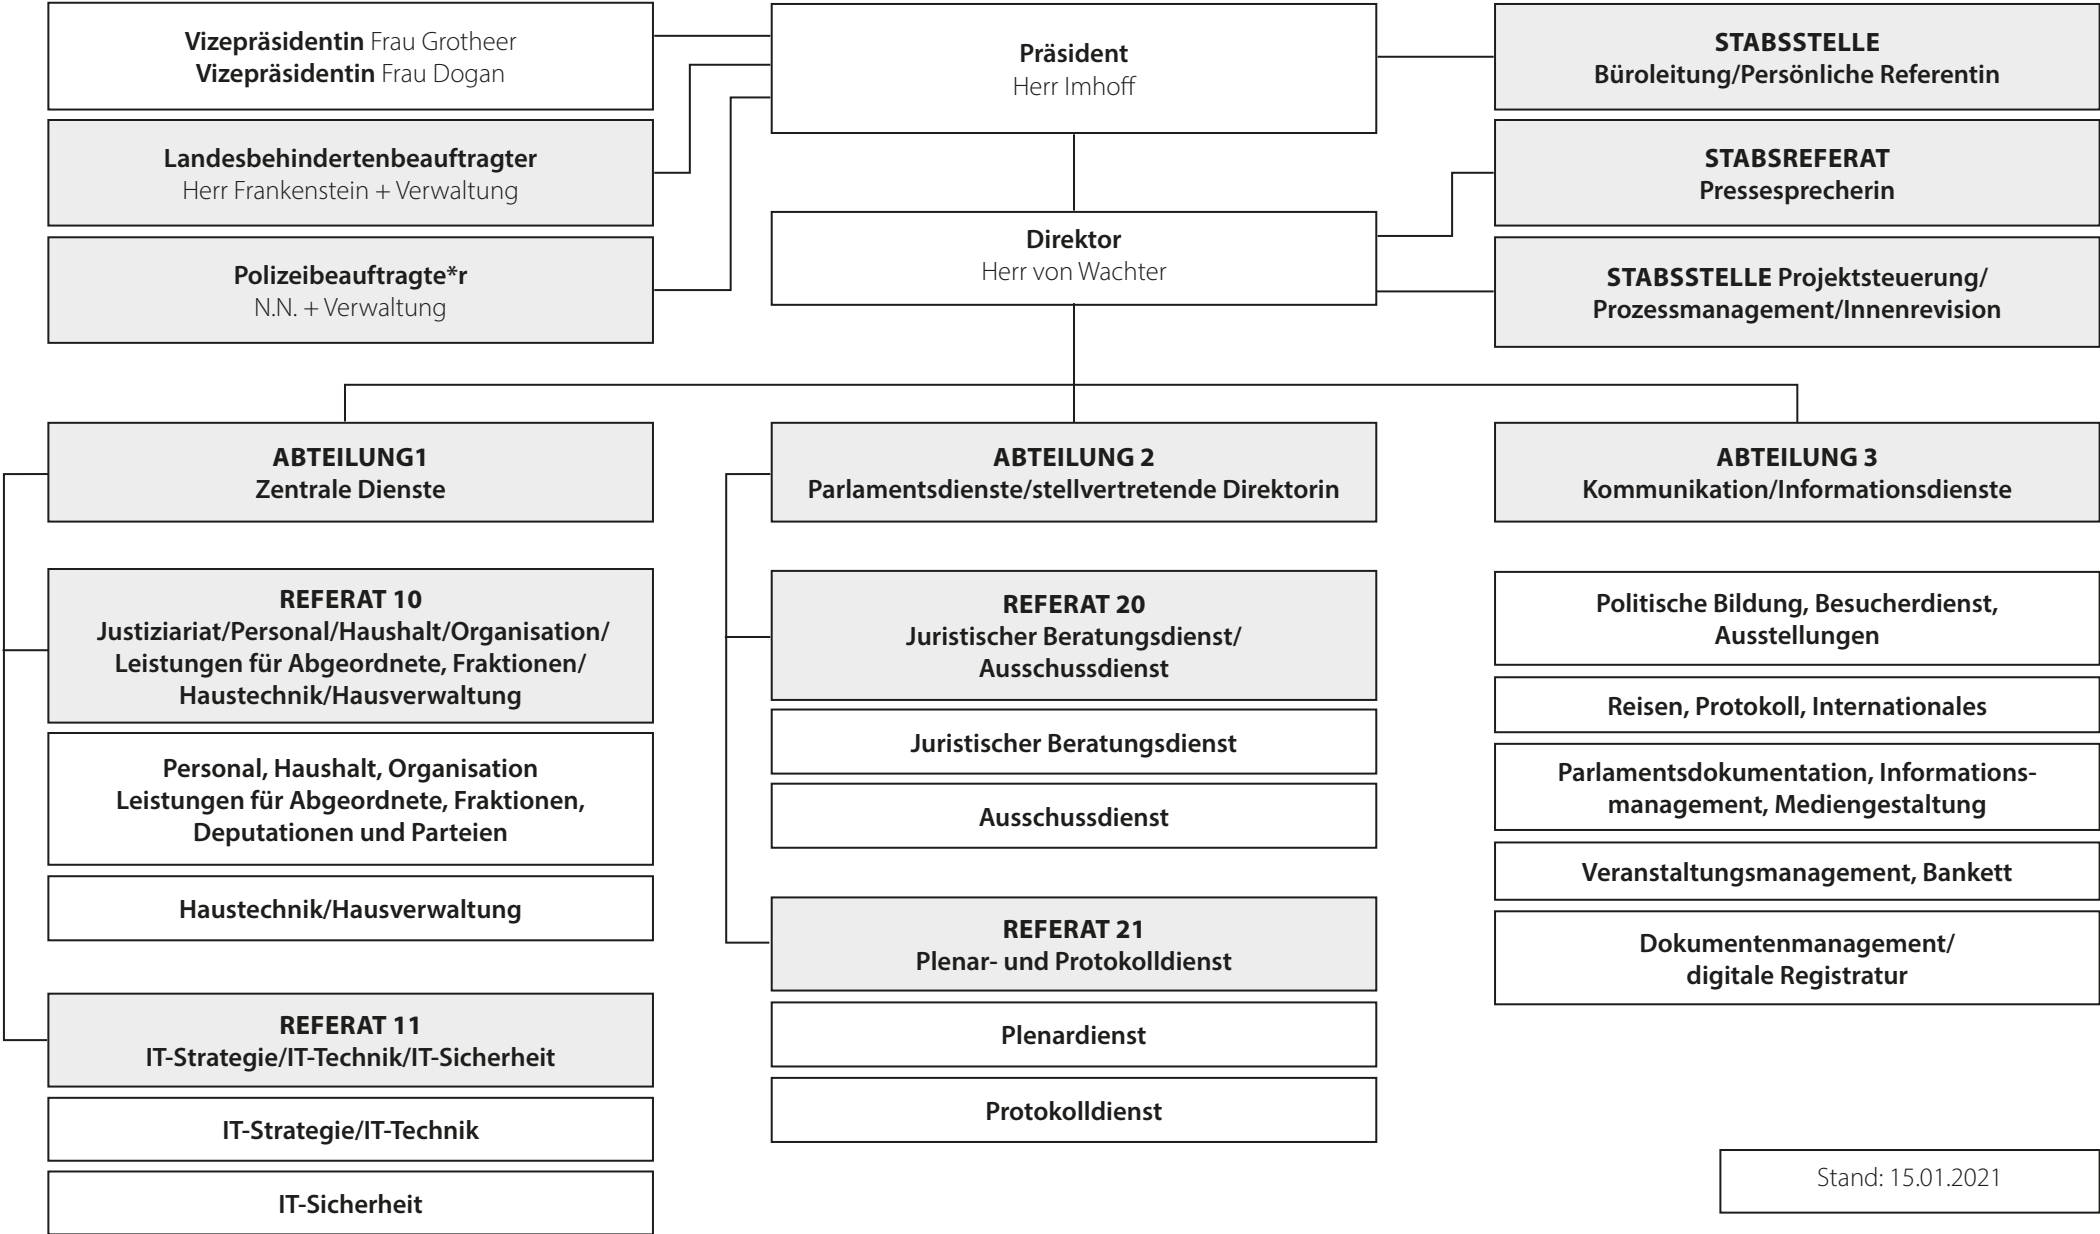 Vizepräsidentin Frau Grotheer
Vizepräsidentin Frau Dogan
Präsident
Herr Imhoff
STABSSTELLE
Büroleitung/Persönliche Referentin
Landesbehindertenbeauftragter
Herr Frankenstein + Verwaltung
STABSREFERAT
Pressesprecherin
Polizeibeauftragte*r
N.N. + Verwaltung
Direktor
Herr von Wachter
STABSSTELLE Projektsteuerung/
Prozessmanagement/Innenrevision
ABTEILUNG1
Zentrale Dienste
REFERAT 10
Justiziariat/Personal/Haushalt/Organisation/
Leistungen für Abgeordnete, Fraktionen/
Haustechnik/Hausverwaltung
Personal, Haushalt, Organisation
Leistungen für Abgeordnete, Fraktionen,
Deputationen und Parteien
Haustechnik/Hausverwaltung
REFERAT 11
IT-Strategie/IT-Technik/IT-Sicherheit
IT-Strategie/IT-Technik
IT-Sicherheit
ABTEILUNG 2
Parlamentsdienste/stellvertretende Direktorin
REFERAT 20
Juristischer Beratungsdienst/
Ausschussdienst
Juristischer Beratungsdienst
Ausschussdienst
REFERAT 21
Plenar- und Protokolldienst
Plenardienst
Protokolldienst
ABTEILUNG 3
Kommunikation/Informationsdienste
Politische Bildung, Besucherdienst,
Ausstellungen
Reisen, Protokoll, Internationales
Parlamentsdokumentation, Informations-
management, Mediengestaltung
Veranstaltungsmanagement, Bankett
Dokumentenmanagement/
digitale Registratur
Stand: 15.01.2021